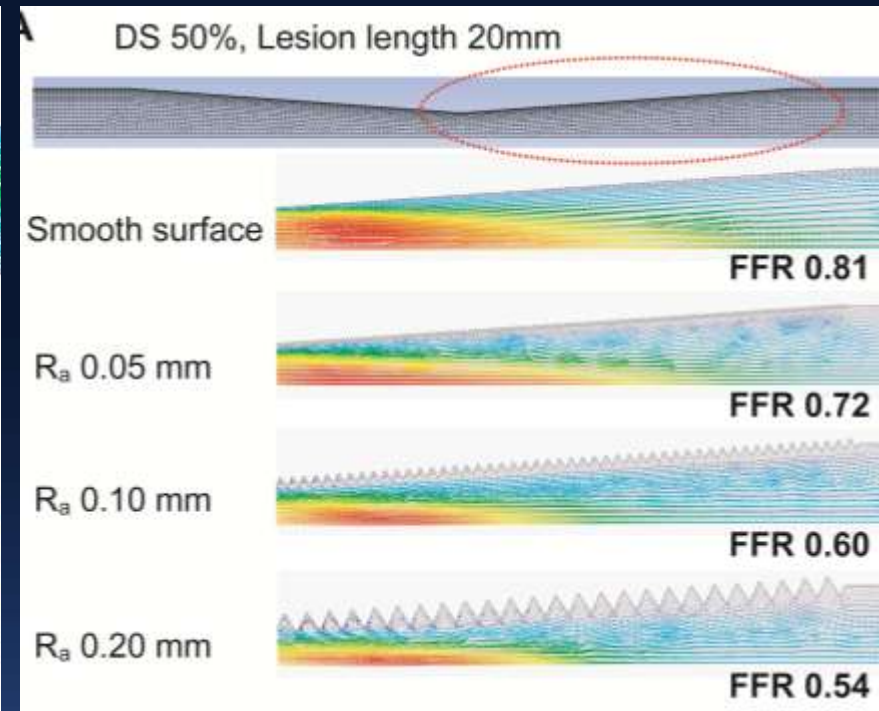 A
DS 50%, Lesion length 20mm
Smooth surface
FFR 0.81
Rₐ 0.05 mm
FFR 0.72
Rₐ 0.10 mm
FFR 0.60
Rₐ 0.20 mm
FFR 0.54